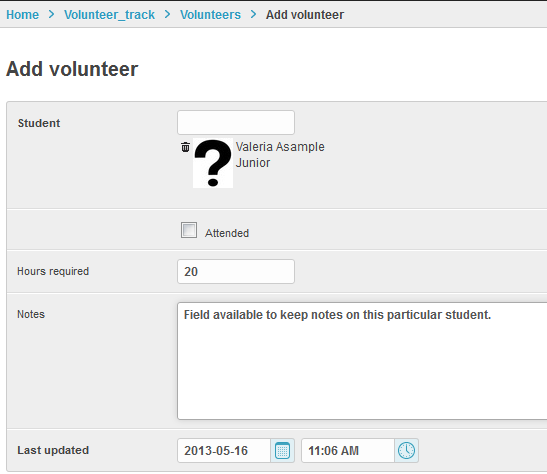 Home > Volunteer_track > Volunteers > Add volunteer
Add volunteer
Student
? Valeria Asample
Junior
Attended
Hours required 20
Notes Field available to keep notes on this particular student.
Last updated 2013-05-16 11:06 AM